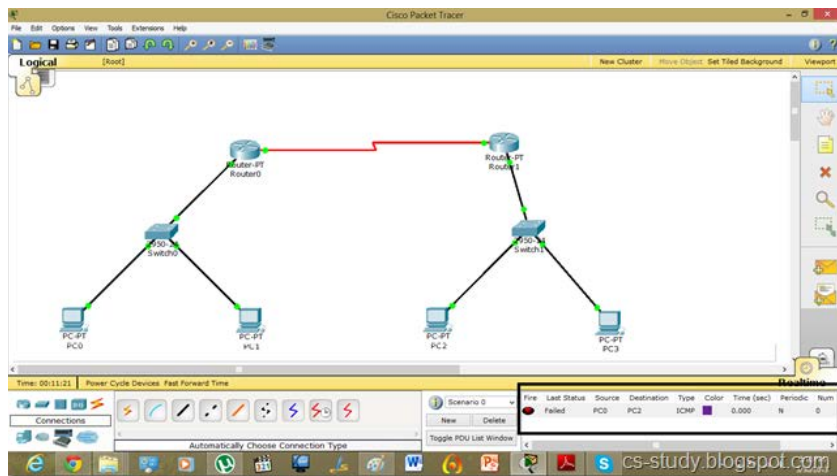 Cisco Packet Tracer
File Edit Options View Tools Extensions Help
Logical [Root] New Cluster Move Object Set Tiled Background Viewport
Router-PT
Router0
Router-PT
Router1
2950-24
Switch0
Switch1
PC-PT
PC0
PC-PT
PC1
PC-PT
PC2
PC-PT
PC3
Time: 00:11:21 Power Cycle Devices Fast Forward Time Realtime
Connections
Automatically Choose Connection Type
Scenario 0
New Delete
Toggle PDU List Window
Fire Last Status Source Destination Type Color Time (sec) Periodic Num
Failed PC0 PC2 ICMP 0.000 N 0
cs-study.blogspot.com